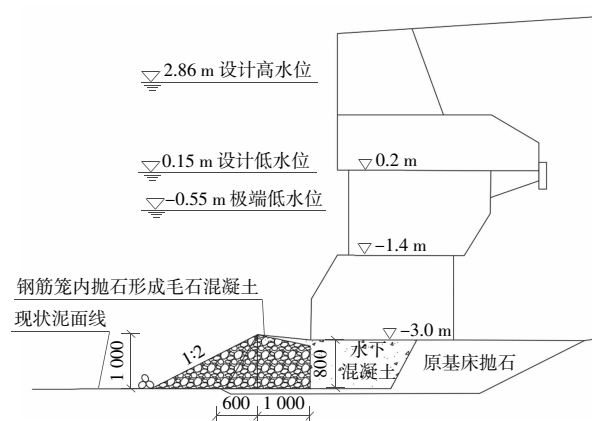 2.86 m 设计高水位
0.15 m 设计低水位
0.2 m
-0.55 m 极端低水位
-1.4 m
钢筋笼内抛石形成毛石混凝土
现状泥面线
-3.0 m
1:2
1 000
800
水下
混凝土
原基床抛石
600
1 000